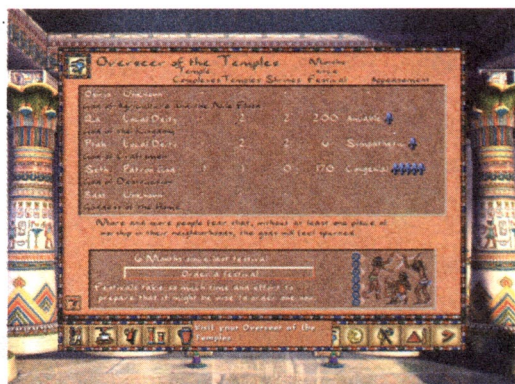 Overseer of the Temples
Temple Complexes Temples Shrines Months since Festival Appeasement
Osiris Unknown
God of Agriculture and the Nile Flood
Ra Local Deity 2 2 200 Amiable
God of the Kingdom
Ptah Local Deity 2 2 6 Sympathetic
God of Craftsmen
Seth Patron God 1 0 170 Congenial
God of Destruction
Bast Unknown
Goddess of the Home
More and more people fear that, without at least one place of
worship in their neighborhoods, the gods will feel spurned.
6 Months since last festival
Order a festival
Festivals take so much time and effort to
prepare that it might be wise to order one now.
?
Visit your Overseer of the
Temples